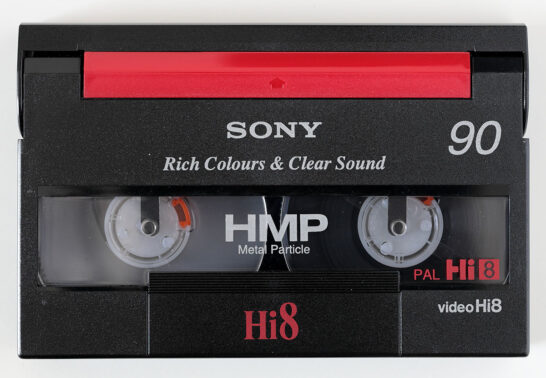 SONY
90
Rich Colours & Clear Sound
HMP
Metal Particle
PAL Hi8
video Hi8
Hi8